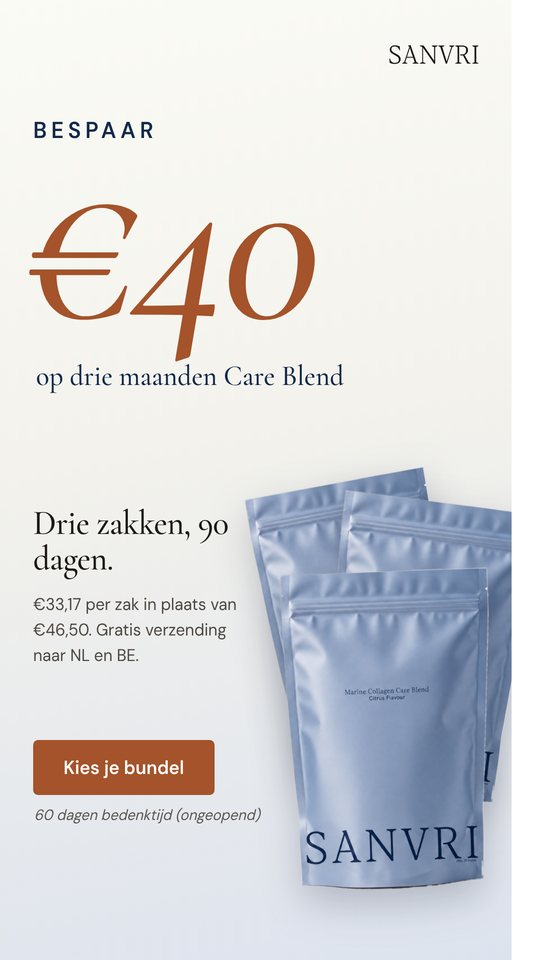 SANVRI
BESPAAR
€40
op drie maanden Care Blend
Drie zakken, 90
dagen.
€33,17 per zak in plaats van
€46,50. Gratis verzending
naar NL en BE.
Marine Collagen Care Blend
Citrus Flavour
Kies je bundel
60 dagen bedenktijd (ongeopend)
SANVRI